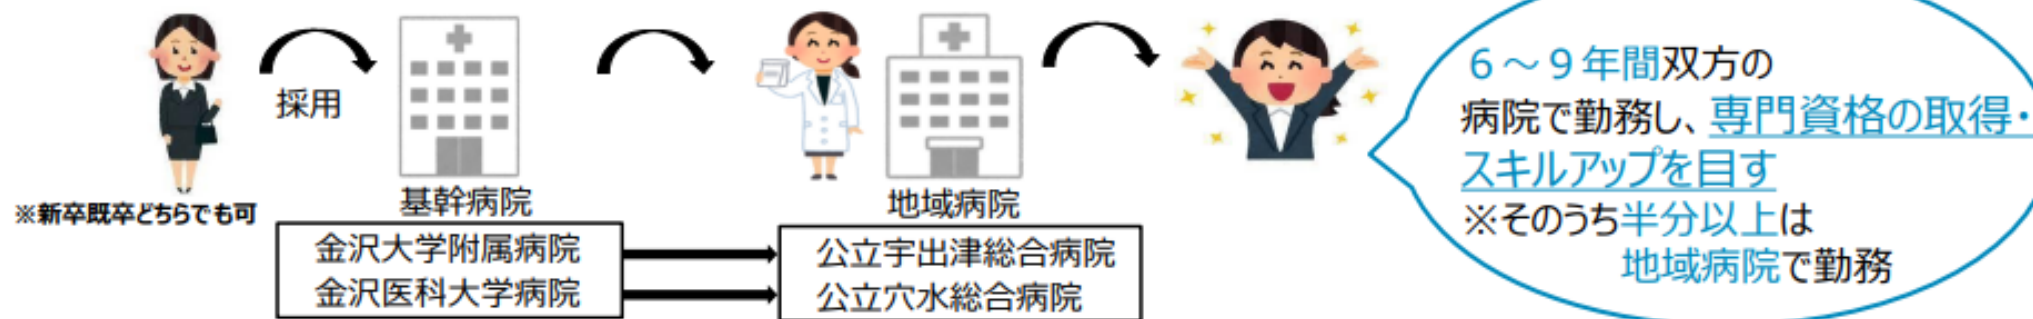 ※新卒既卒どちらでも可
採用
基幹病院
金沢大学附属病院
金沢医科大学病院
地域病院
公立宇出津総合病院
公立穴水総合病院
6～9年間双方の
病院で勤務し、専門資格の取得・
スキルアップを目す
※そのうち半分以上は
地域病院で勤務